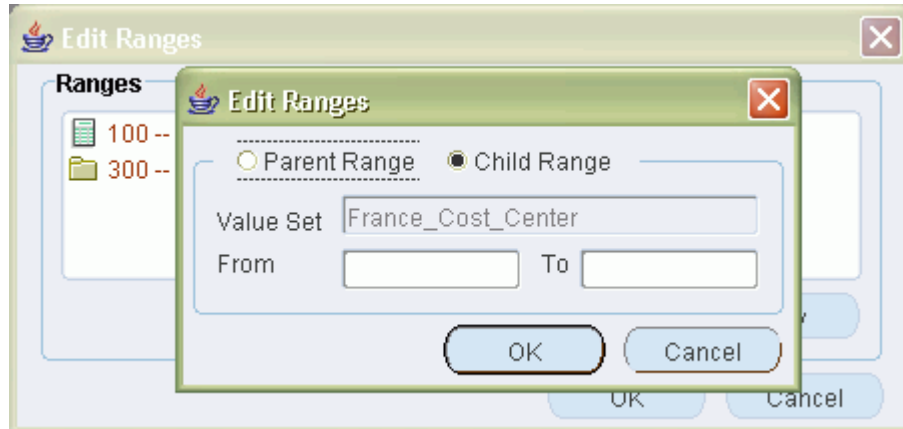 Edit Ranges
Ranges
100 --
300 --
Edit Ranges
Parent Range Child Range
Value Set France_Cost_Center
From To
OK Cancel
OK Cancel